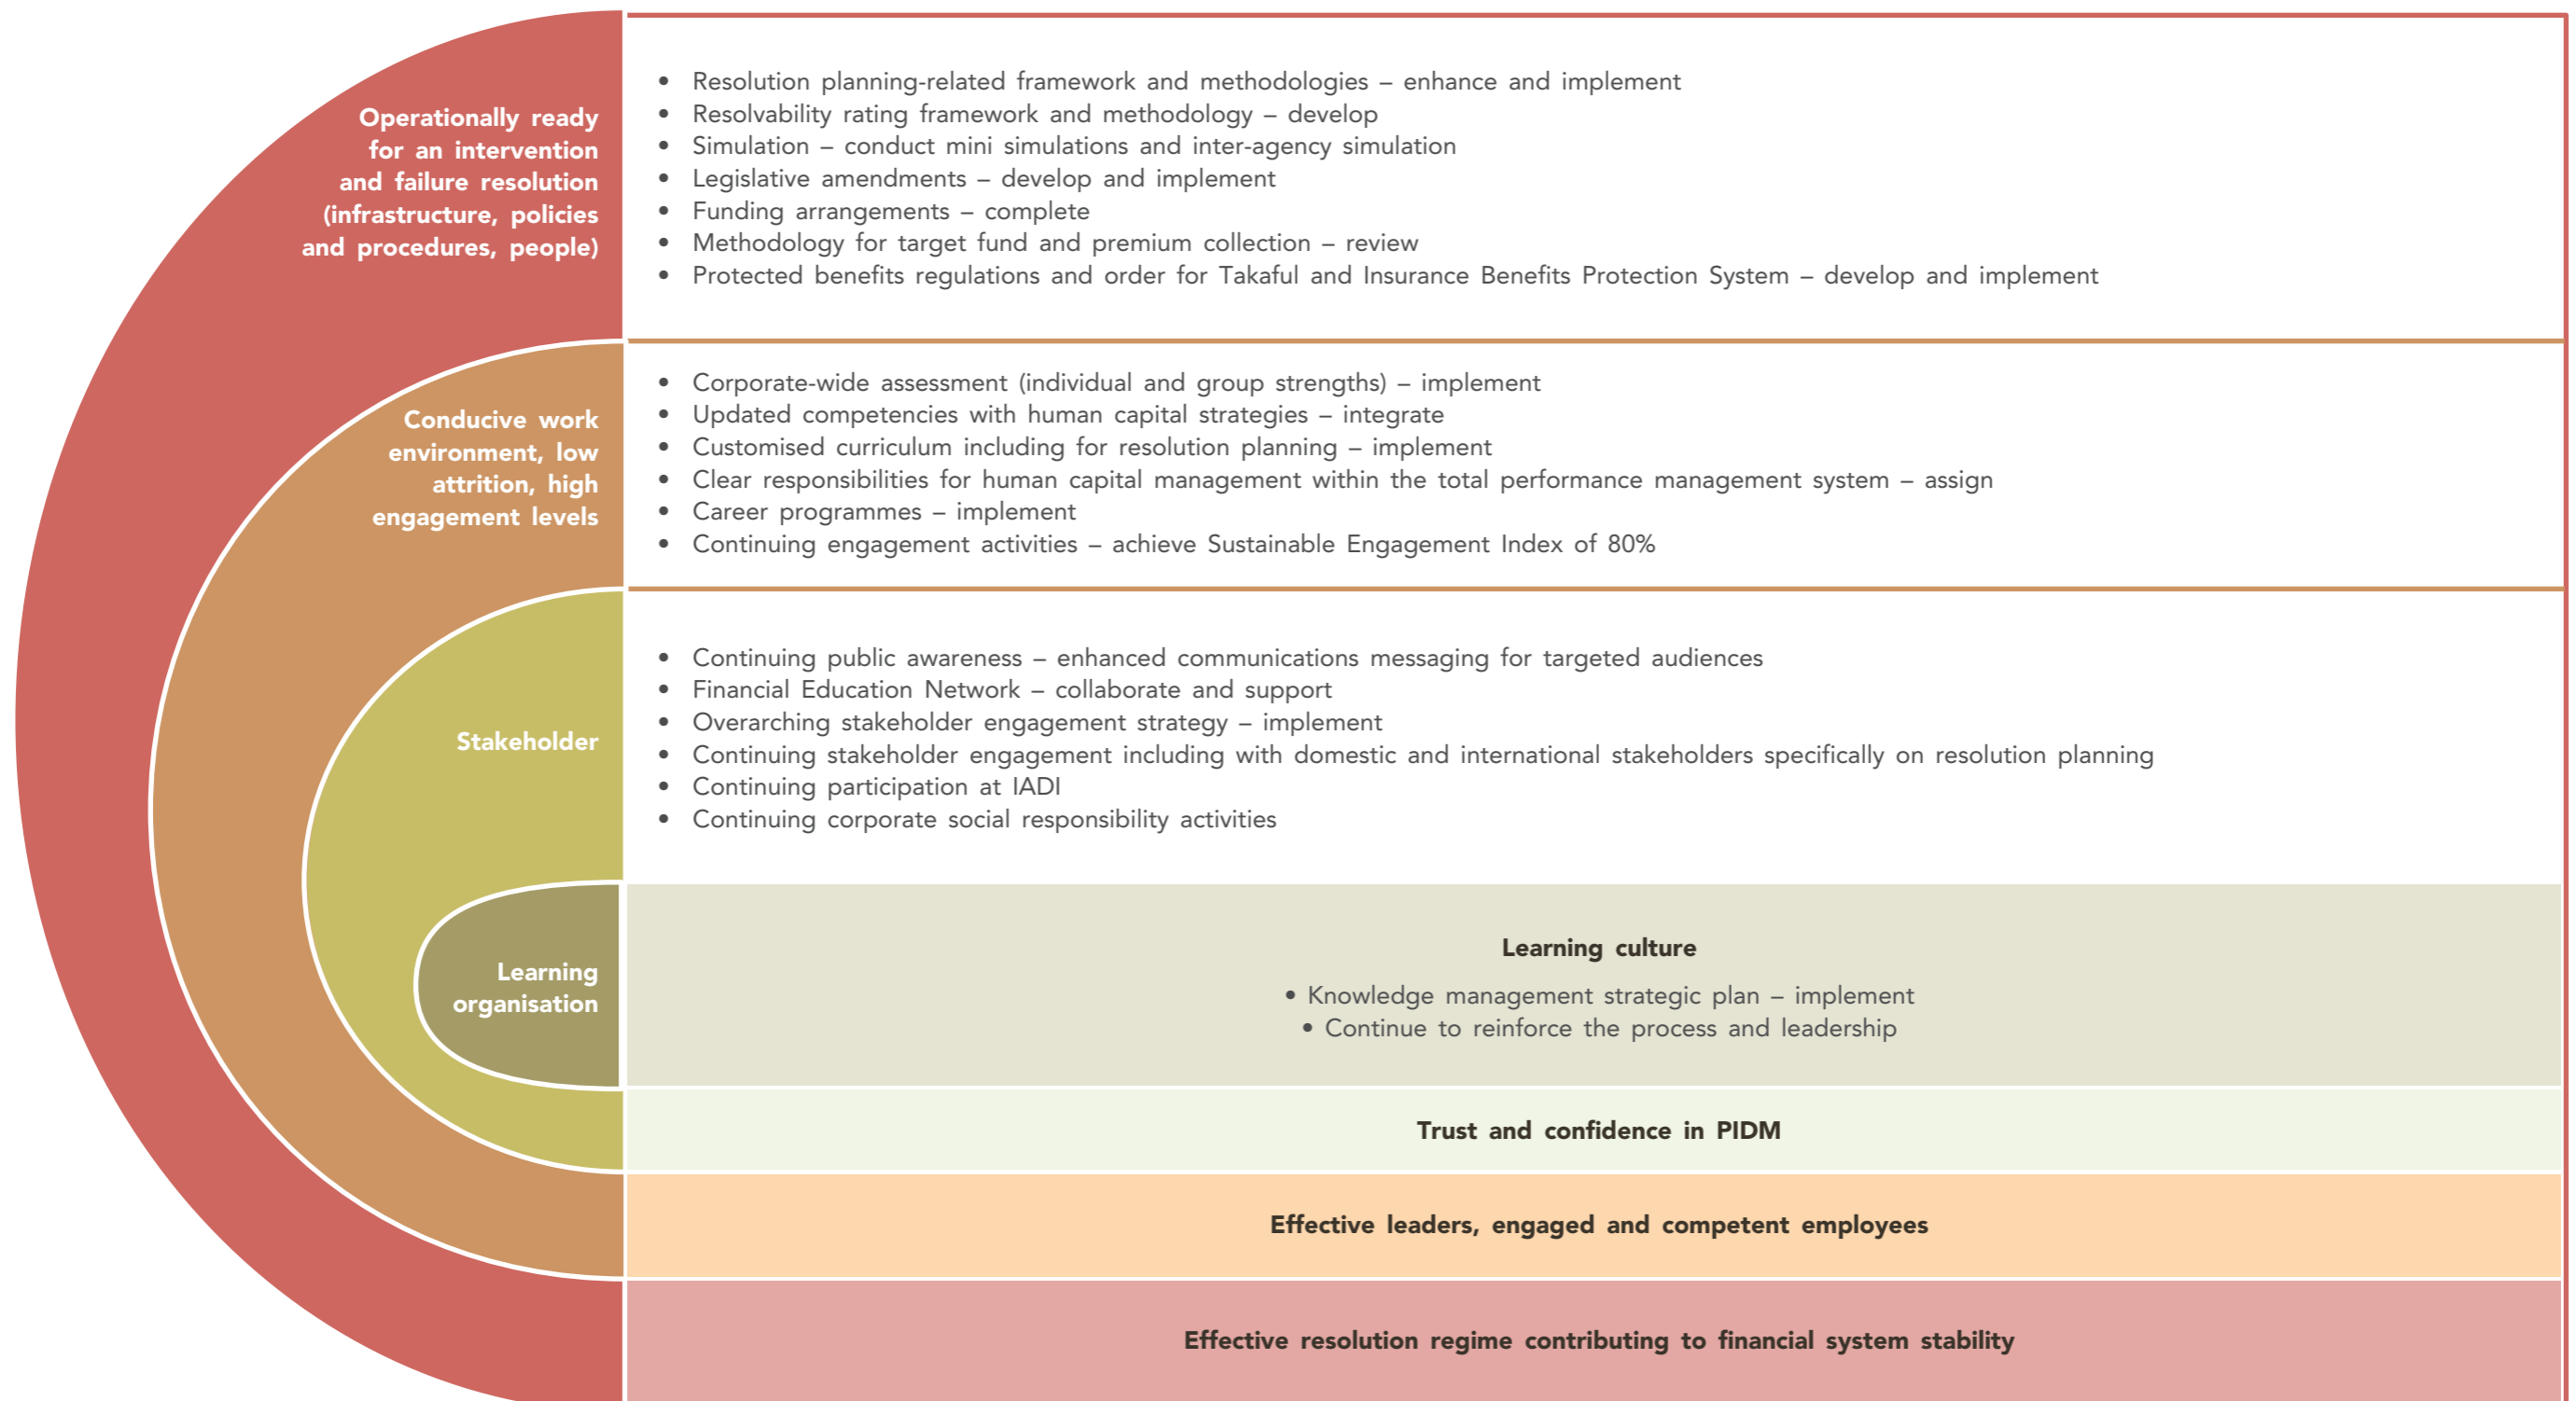 Operationally ready
for an intervention
and failure resolution
(infrastructure, policies
and procedures, people)
• Resolution planning-related framework and methodologies – enhance and implement
• Resolvability rating framework and methodology – develop
• Simulation – conduct mini simulations and inter-agency simulation
• Legislative amendments – develop and implement
• Funding arrangements – complete
• Methodology for target fund and premium collection – review
• Protected benefits regulations and order for Takaful and Insurance Benefits Protection System – develop and implement
Conducive work
environment, low
attrition, high
engagement levels
• Corporate-wide assessment (individual and group strengths) – implement
• Updated competencies with human capital strategies – integrate
• Customised curriculum including for resolution planning – implement
• Clear responsibilities for human capital management within the total performance management system – assign
• Career programmes – implement
• Continuing engagement activities – achieve Sustainable Engagement Index of 80%
Stakeholder
• Continuing public awareness – enhanced communications messaging for targeted audiences
• Financial Education Network – collaborate and support
• Overarching stakeholder engagement strategy – implement
• Continuing stakeholder engagement including with domestic and international stakeholders specifically on resolution planning
• Continuing participation at IADI
• Continuing corporate social responsibility activities
Learning
organisation
Learning culture
• Knowledge management strategic plan – implement
• Continue to reinforce the process and leadership
Trust and confidence in PIDM
Effective leaders, engaged and competent employees
Effective resolution regime contributing to financial system stability